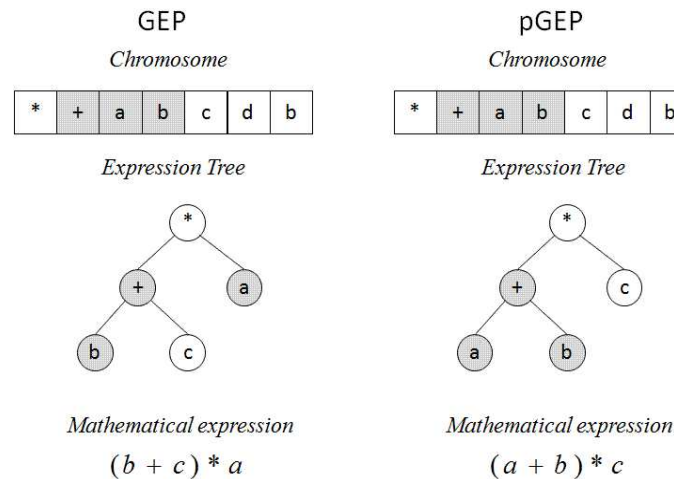 GEP
Chromosome
* + a b c d b
Expression Tree
*
+ a
b c
Mathematical expression
( b + c ) * a
pGEP
Chromosome
* + a b c d b
Expression Tree
*
+ c
a b
Mathematical expression
( a + b ) * c